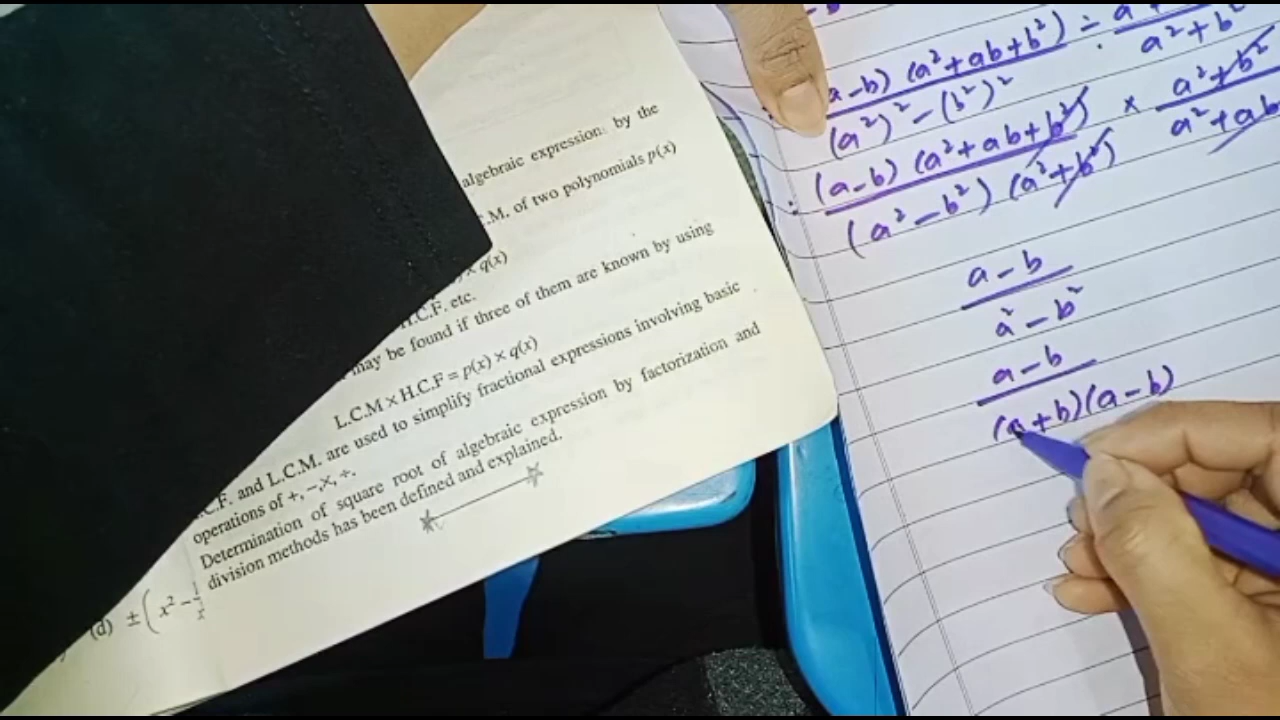 algebraic expression: by the
.M. of two polynomials p(x)
× q(x)
H.C.F. etc.
may be found if three of them are known by using
L.C.M × H.C.F = p(x) × q(x)
.C.F. and L.C.M. are used to simplify fractional expressions involving basic
operations of +, −, ×, ÷.
Determination of square root of algebraic expression by factorization and
division methods has been defined and explained.
(d) ± ( x² − 1/x
a−b) (a²+ab+b²) ÷
(a²)² − (b²)²
a²+b²
(a−b) (a²+ab+b²) × a²+b²
(a²−b²) (a²+b²) a²+ab
a−b
a²−b²
a−b
(a+b)(a−b)